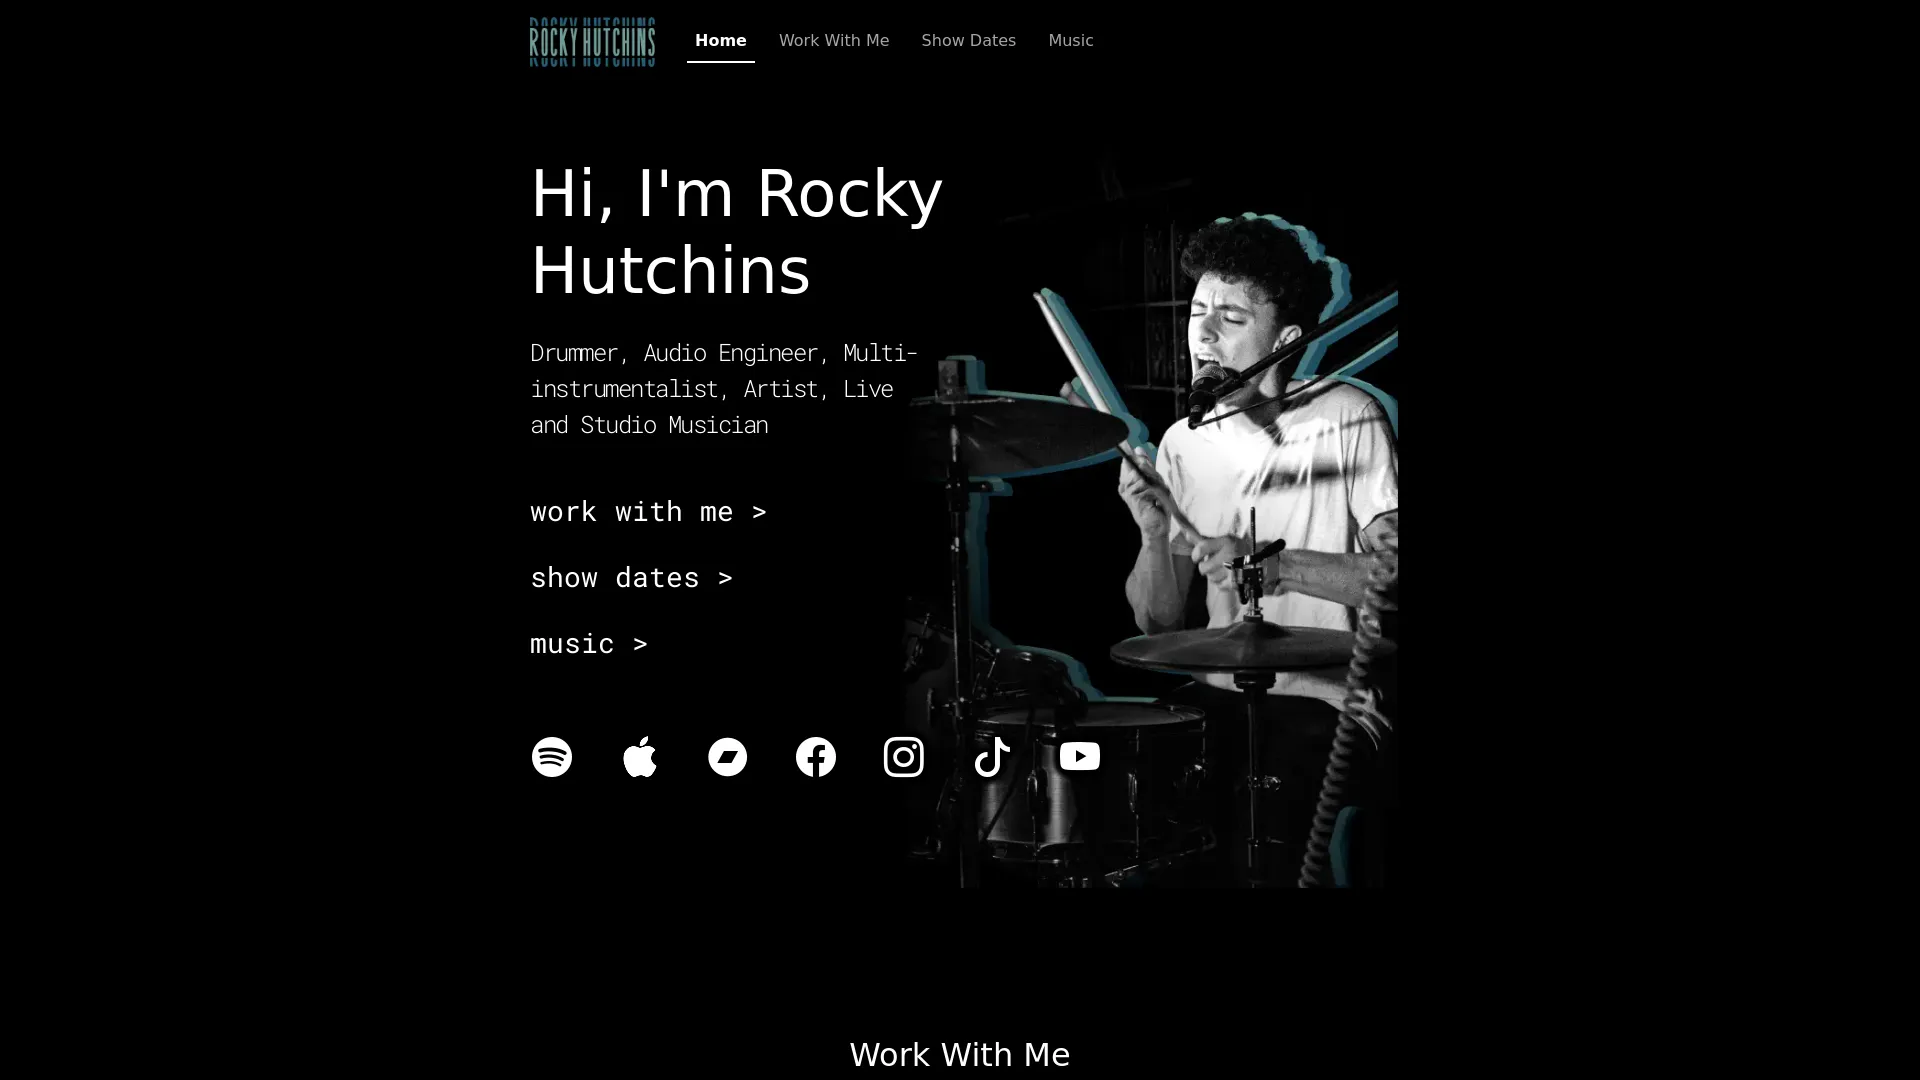 ROCKY HUTCHINS
Home
Work With Me
Show Dates
Music
Hi, I'm Rocky
Hutchins
Drummer, Audio Engineer, Multi-
instrumentalist, Artist, Live
and Studio Musician
work with me >
show dates >
music >
Work With Me